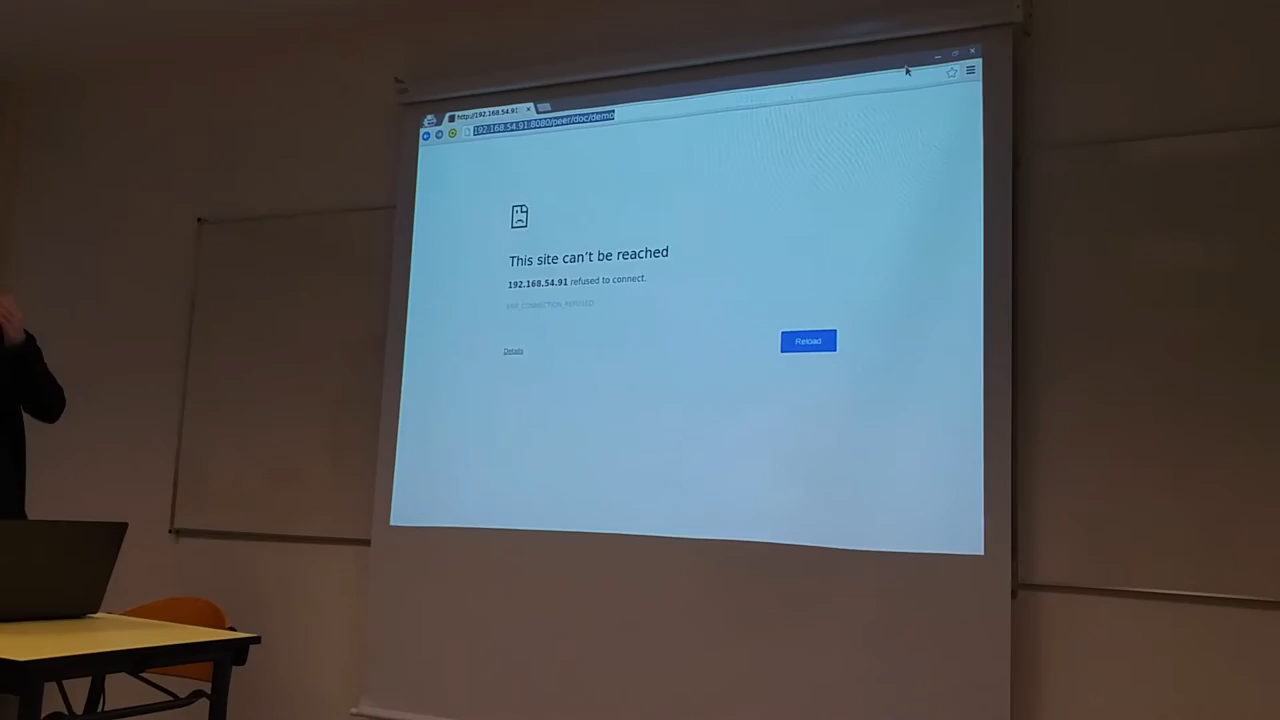 http://192.168.54.91
192.168.54.91:8080/peer/doc/demo
This site can't be reached
192.168.54.91 refused to connect.
ERR_CONNECTION_REFUSED
Details
Reload